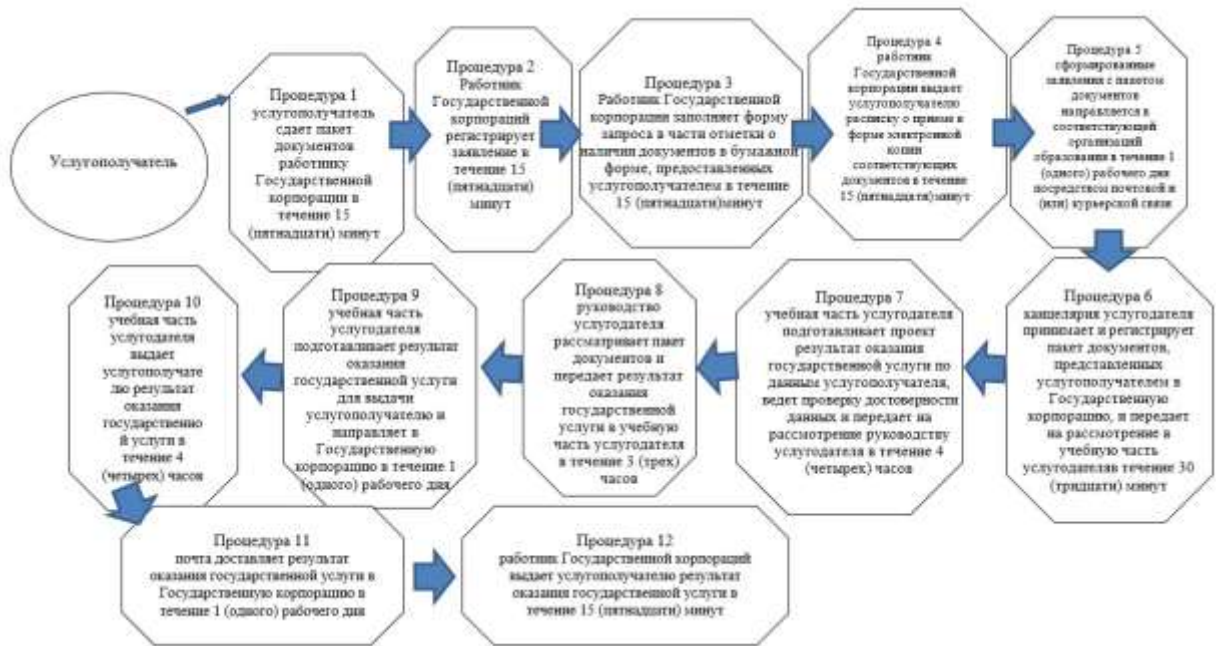 Услугополучатель
Процедура 1
услугополучатель
сдает пакет
документов
работнику
Государственной
корпорации в
течение 15
(пятнадцати) минут
Процедура 2
Работник
Государственной
корпораций
регистрирует
заявление в
течение 15
(пятнадцати)
минут
Процедура 3
Работник Государственной
корпорации заполняет форму
запроса в части отметки о
наличия документов в бумажной
форме, предоставленных
услугополучателем в течение
15 (пятнадцати)минут
Процедура 4
работник
Государственной
корпорации выдает
услугополучателю
расписку о приеме в
форме электронной
копии
соответствующих
документов в течение
15 (пятнадцати)минут
Процедура 5
сформированные
заявления с пакетом
документов
направляется в
соответствующей
организаций
образования в течение 1
(одного) рабочего дня
посредством почтовой и
(или) курьерской связи
Процедура 6
канцелярия услугодателя
принимает и регистрирует
пакет документов,
представленных
услугополучателем в
Государственную
корпорацию, и передает
на рассмотрение в
учебную часть
услугодателяв течение 30
(тридцати) минут
Процедура 7
учебная часть услугодателя
подготавливает проект
результат оказания
государственной услуги по
данным услугополучателя,
ведет проверку достоверности
данных и передает на
рассмотрение руководству
услугодателя в течение 4
(четырех) часов
Процедура 8
руководство
услугодателя
рассматривает пакет
документов и
передает результат
оказания
государственной
услуги в учебную
часть услугодателя
в течение 3 (трех)
часов
Процедура 9
учебная часть
услугодателя
подготавливает результат
оказания
государственной услуги
для выдачи
услугополучателю и
направляет в
Государственную
корпорацию в течение 1
(одного) рабочего дня
Процедура 10
учебная часть
услугодателя
выдает
услугополучате
лю результат
оказания
государственно
й услуги в
течение 4
(четырех) часов
Процедура 11
почта доставляет результат
оказания государственной услуги в
Государственную корпорацию в
течение 1 (одного) рабочего дня
Процедура 12
работник Государственной корпораций
выдает услугополучателю результат
оказания государственной услуги в
течение 15 (пятнадцати) минут